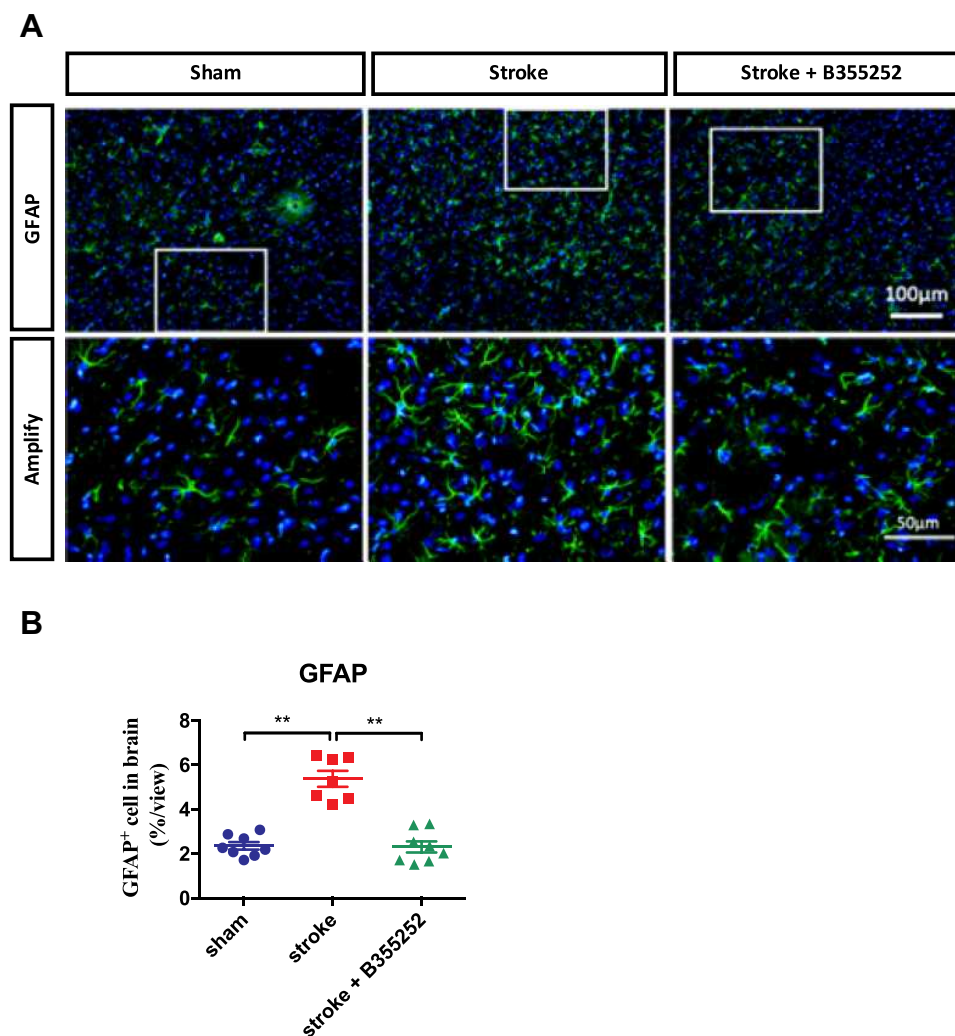 A
Sham
Stroke
Stroke + B355252
GFAP
100μm
Amplify
50μm
B
GFAP
** **
GFAP+ cell in brain
(%/view)
8
6
4
2
0
sham
stroke
stroke + B355252